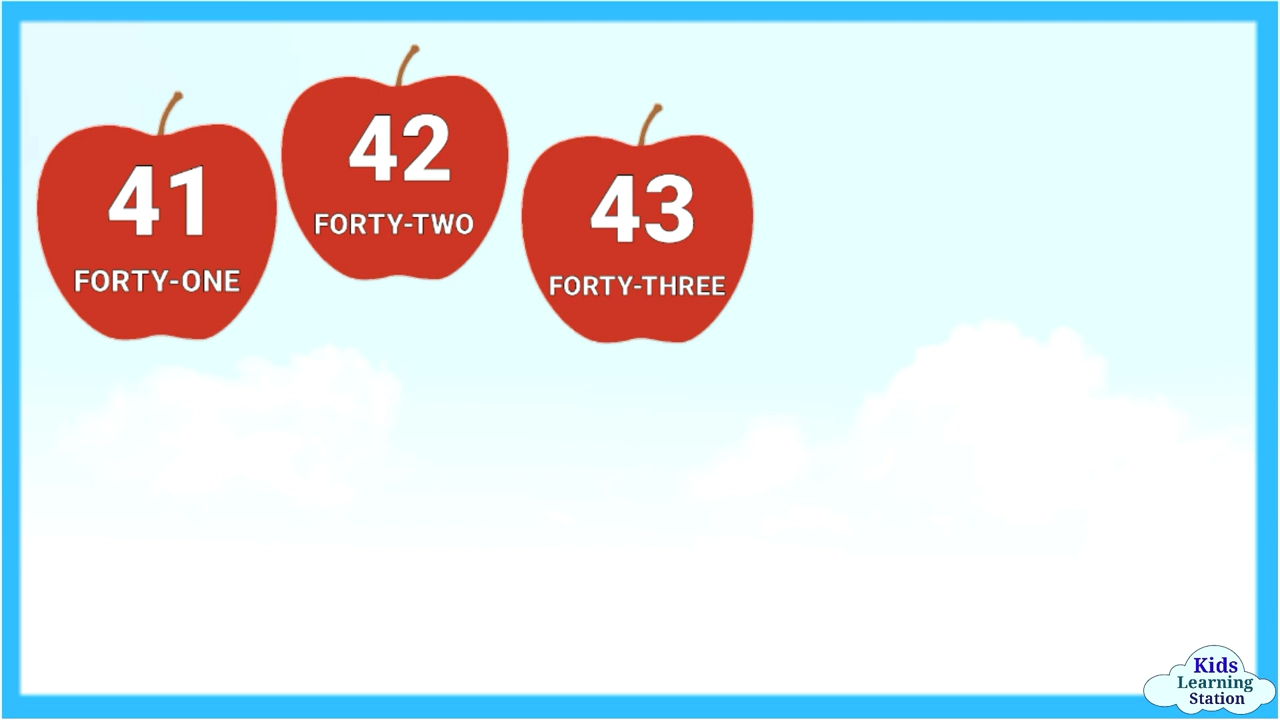 41
FORTY-ONE
42
FORTY-TWO
43
FORTY-THREE
Kids
Learning
Station